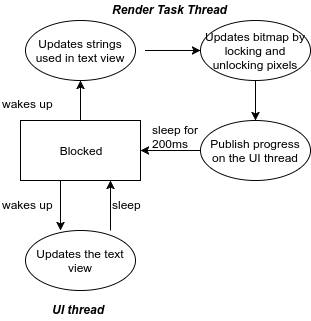 Render Task Thread
Updates strings
used in text view
Updates bitmap by
locking and
unlocking pixels
wakes up
sleep for
200ms
Blocked
Publish progress
on the UI thread
wakes up
sleep
Updates the text
view
UI thread